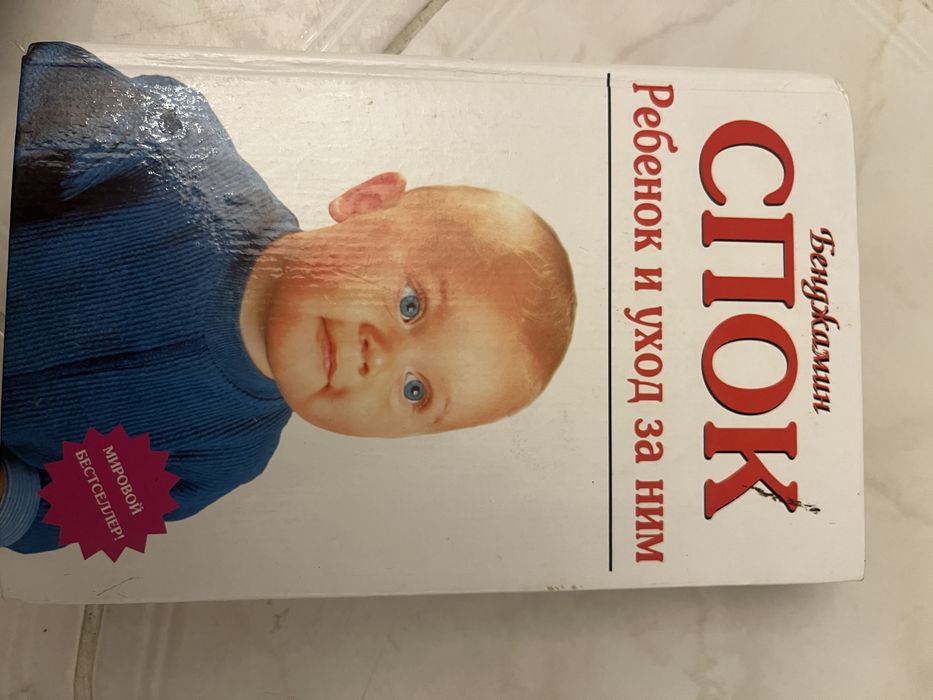 Бенджамин
СПОК
Ребенок и уход за ним
МИРОВОЙ
БЕСТСЕЛЛЕР!